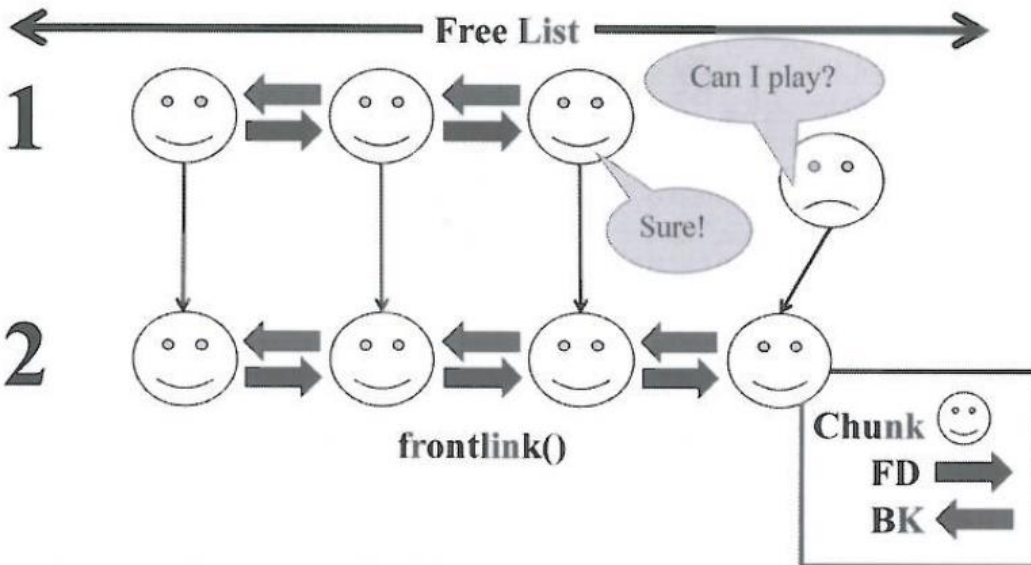 Free List
1
Can I play?
Sure!
2
frontlink()
Chunk
FD
BK